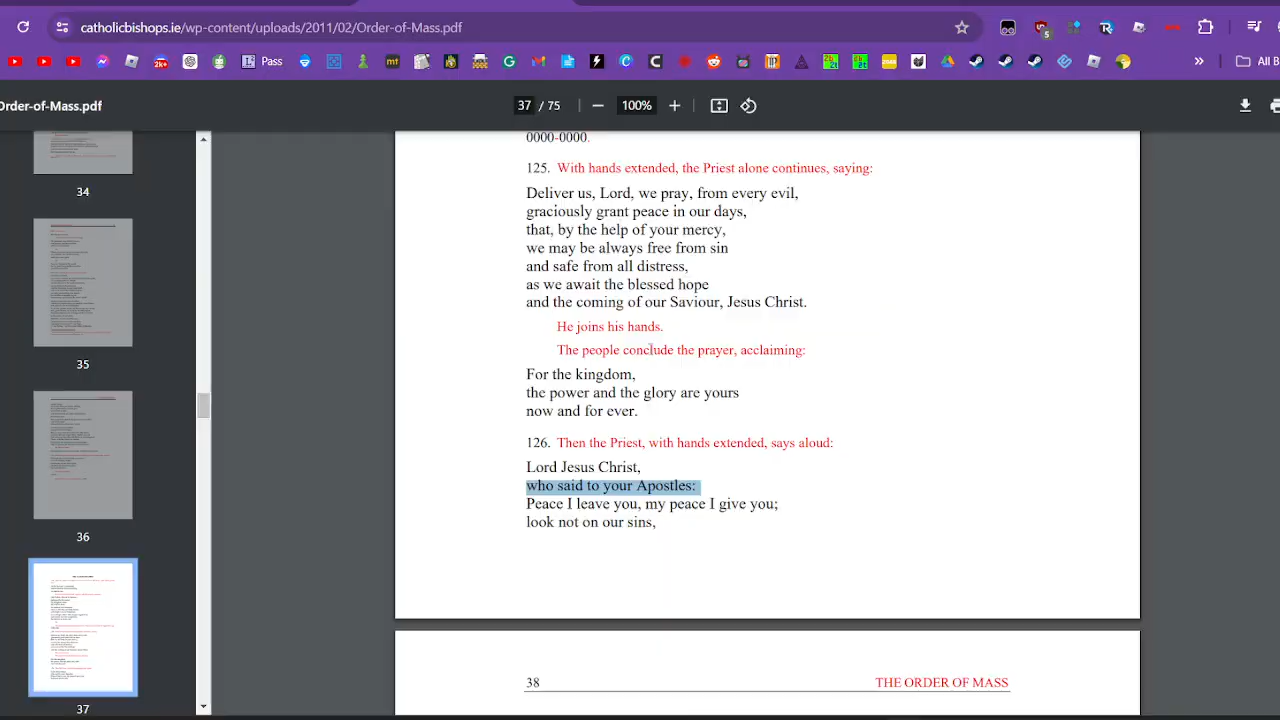 catholicbishops.ie/wp-content/uploads/2011/02/Order-of-Mass.pdf
5
2k+
Pass
mt
All B
Order-of-Mass.pdf
37 / 75
100%
34
35
36
37
0000-0000.
125. With hands extended, the Priest alone continues, saying:
Deliver us, Lord, we pray, from every evil,
graciously grant peace in our days,
that, by the help of your mercy,
we may be always free from sin
and safe from all distress,
as we await the blessed hope
and the coming of our Saviour, Jesus Christ.
He joins his hands.
The people conclude the prayer, acclaiming:
For the kingdom,
the power and the glory are yours
now and for ever.
126. Then the Priest, with hands extended, says aloud:
Lord Jesus Christ,
who said to your Apostles:
Peace I leave you, my peace I give you;
look not on our sins,
38
THE ORDER OF MASS